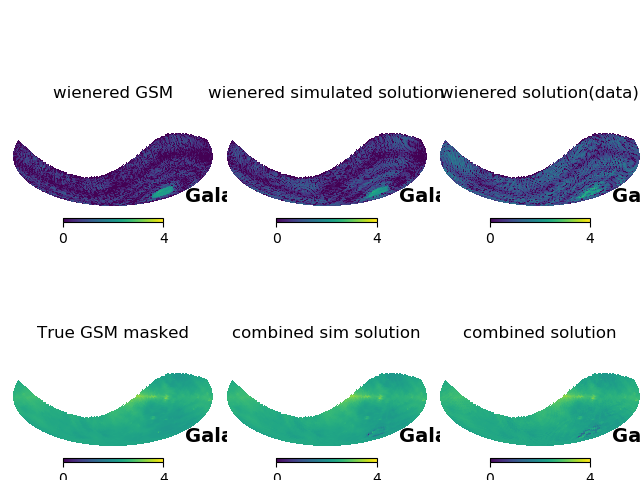 wienered GSM
wienered simulated solution
wienered solution(data)
Gala
Gala
Ga
0 4
0 4
0 4
True GSM masked
combined sim solution
combined solution
Gala
Gala
Ga
0 4
0 4
0 4